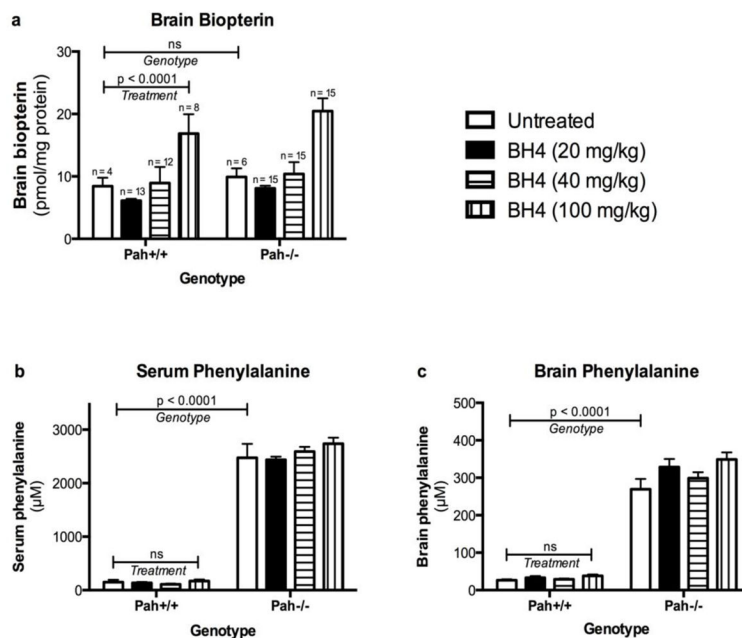 a
Brain Biopterin
Brain biopterin
(pmol/mg protein)
30
20
10
0
ns
Genotype
p < 0.0001
Treatment
n = 4
n = 13
n = 12
n = 8
n = 6
n = 15
n = 15
n = 15
Pah+/+
Pah-/-
Genotype
Untreated
BH4 (20 mg/kg)
BH4 (40 mg/kg)
BH4 (100 mg/kg)
b
Serum Phenylalanine
Serum phenylalanine
(µM)
3000
2000
1000
0
p < 0.0001
Genotype
ns
Treatment
Pah+/+
Pah-/-
Genotype
c
Brain Phenylalanine
Brain phenylalanine
(µM)
500
400
300
200
100
0
p < 0.0001
Genotype
ns
Treatment
Pah+/+
Pah-/-
Genotype